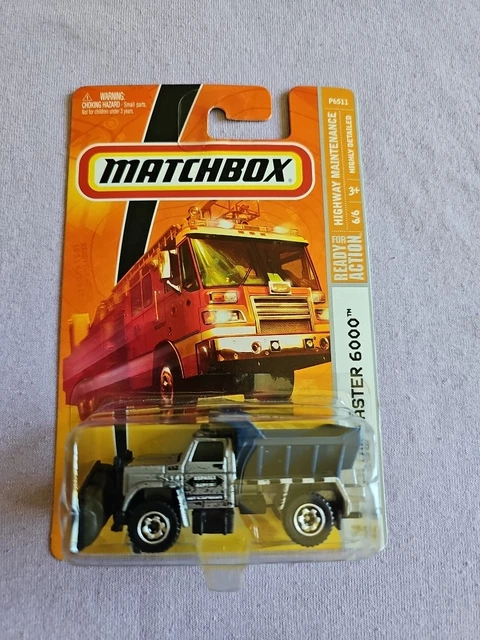 WARNING:
CHOKING HAZARD - Small parts.
Not for children under 3 years.
MATCHBOX
P6511
HIGHWAY MAINTENANCE
HIGHLY DETAILED
6/6
3+
READY FOR
ACTION
ASTER 6000™